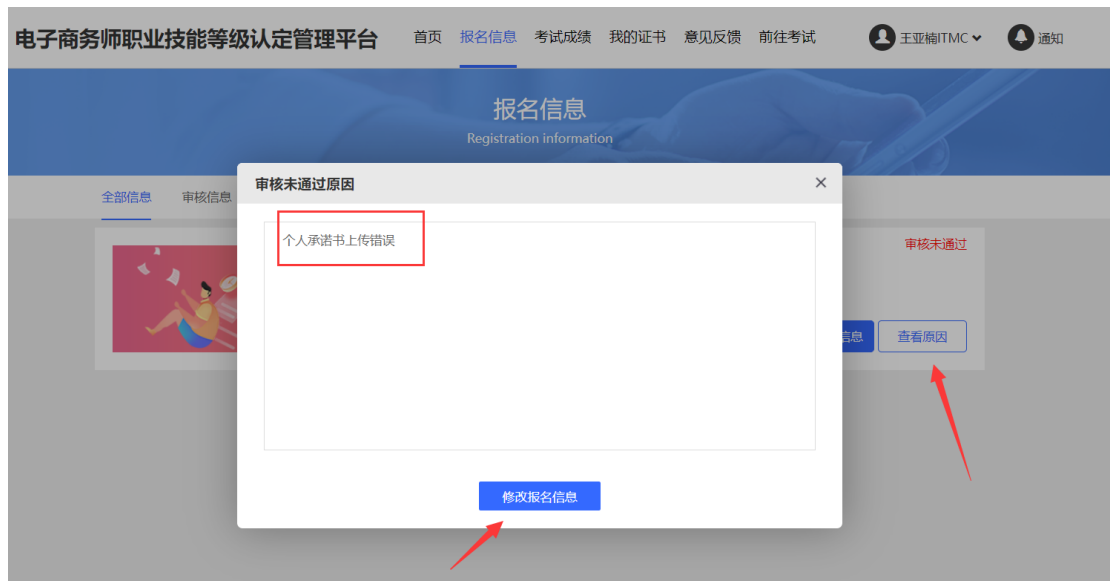 电子商务师职业技能等级认定管理平台 首页 报名信息 考试成绩 我的证书 意见反馈 前往考试 王亚楠ITMC 通知
报名信息
Registration information
全部信息 审核信息
审核未通过原因
个人承诺书上传错误
审核未通过
信息 查看原因
修改报名信息